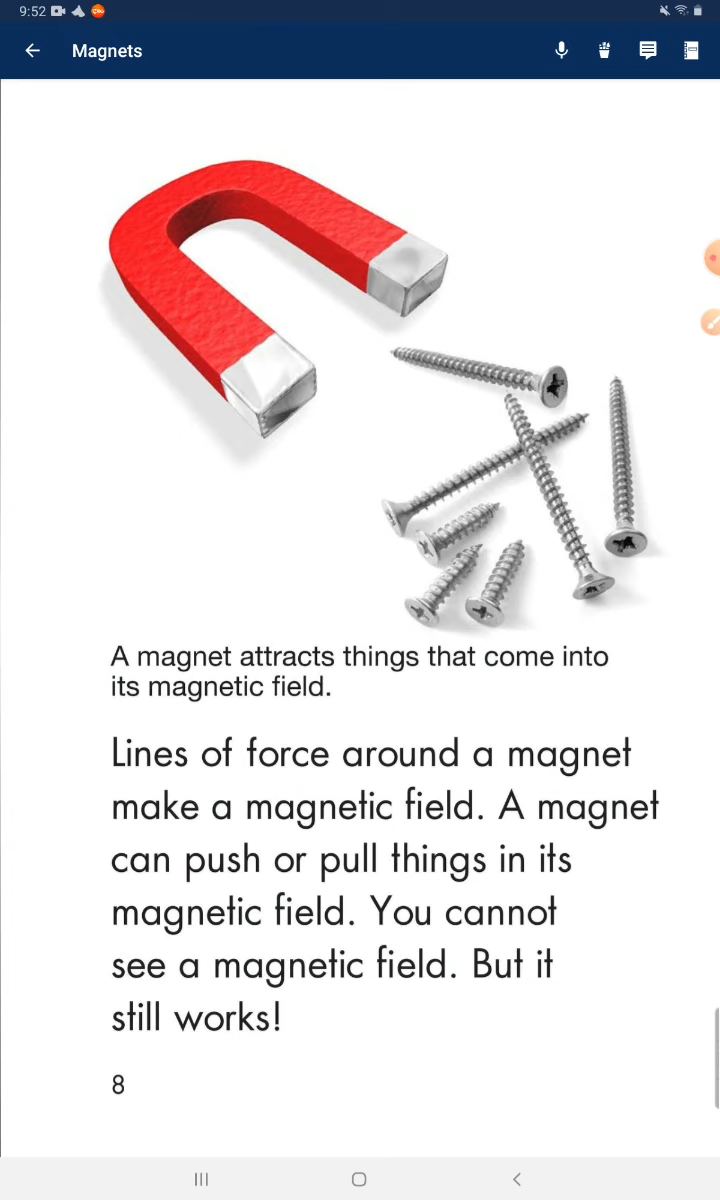 9:52
Magnets
A magnet attracts things that come into
its magnetic field.
Lines of force around a magnet
make a magnetic field. A magnet
can push or pull things in its
magnetic field. You cannot
see a magnetic field. But it
still works!
8